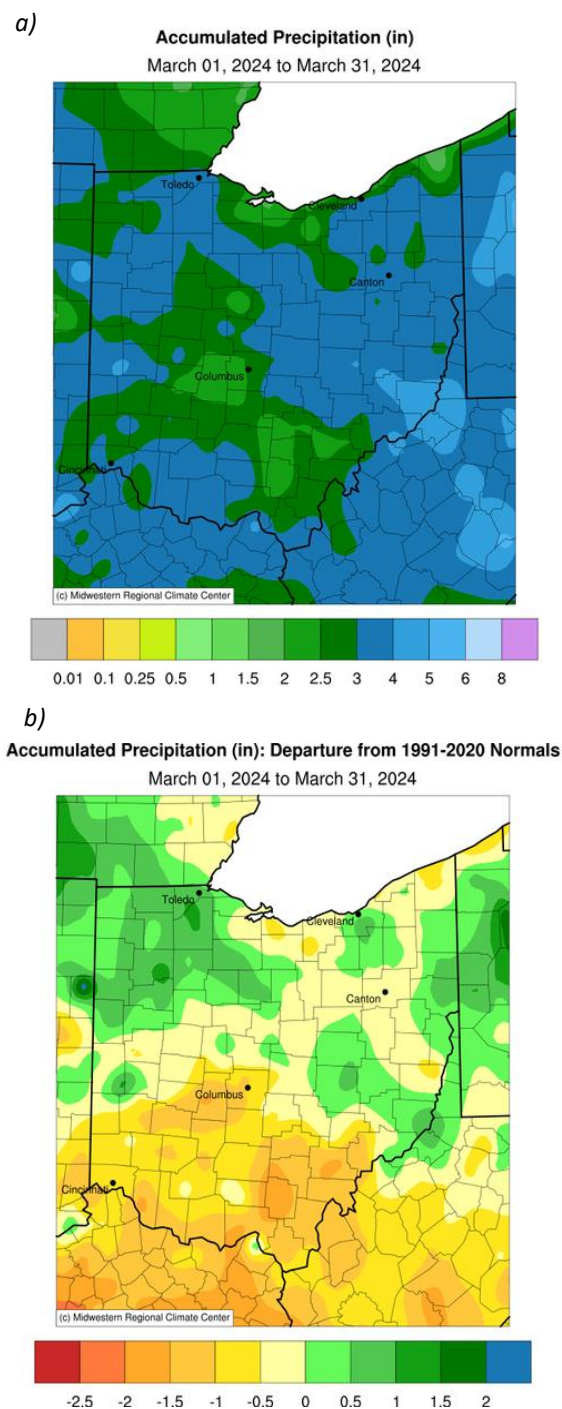 a)
Accumulated Precipitation (in)
March 01, 2024 to March 31, 2024
Toledo
Cleveland
Canton
Columbus
Cincinnati
(c) Midwestern Regional Climate Center
0.01 0.1 0.25 0.5 1 1.5 2 2.5 3 4 5 6 8
b)
Accumulated Precipitation (in): Departure from 1991-2020 Normals
March 01, 2024 to March 31, 2024
Toledo
Cleveland
Canton
Columbus
Cincinnati
(c) Midwestern Regional Climate Center
-2.5 -2 -1.5 -1 -0.5 0 0.5 1 1.5 2